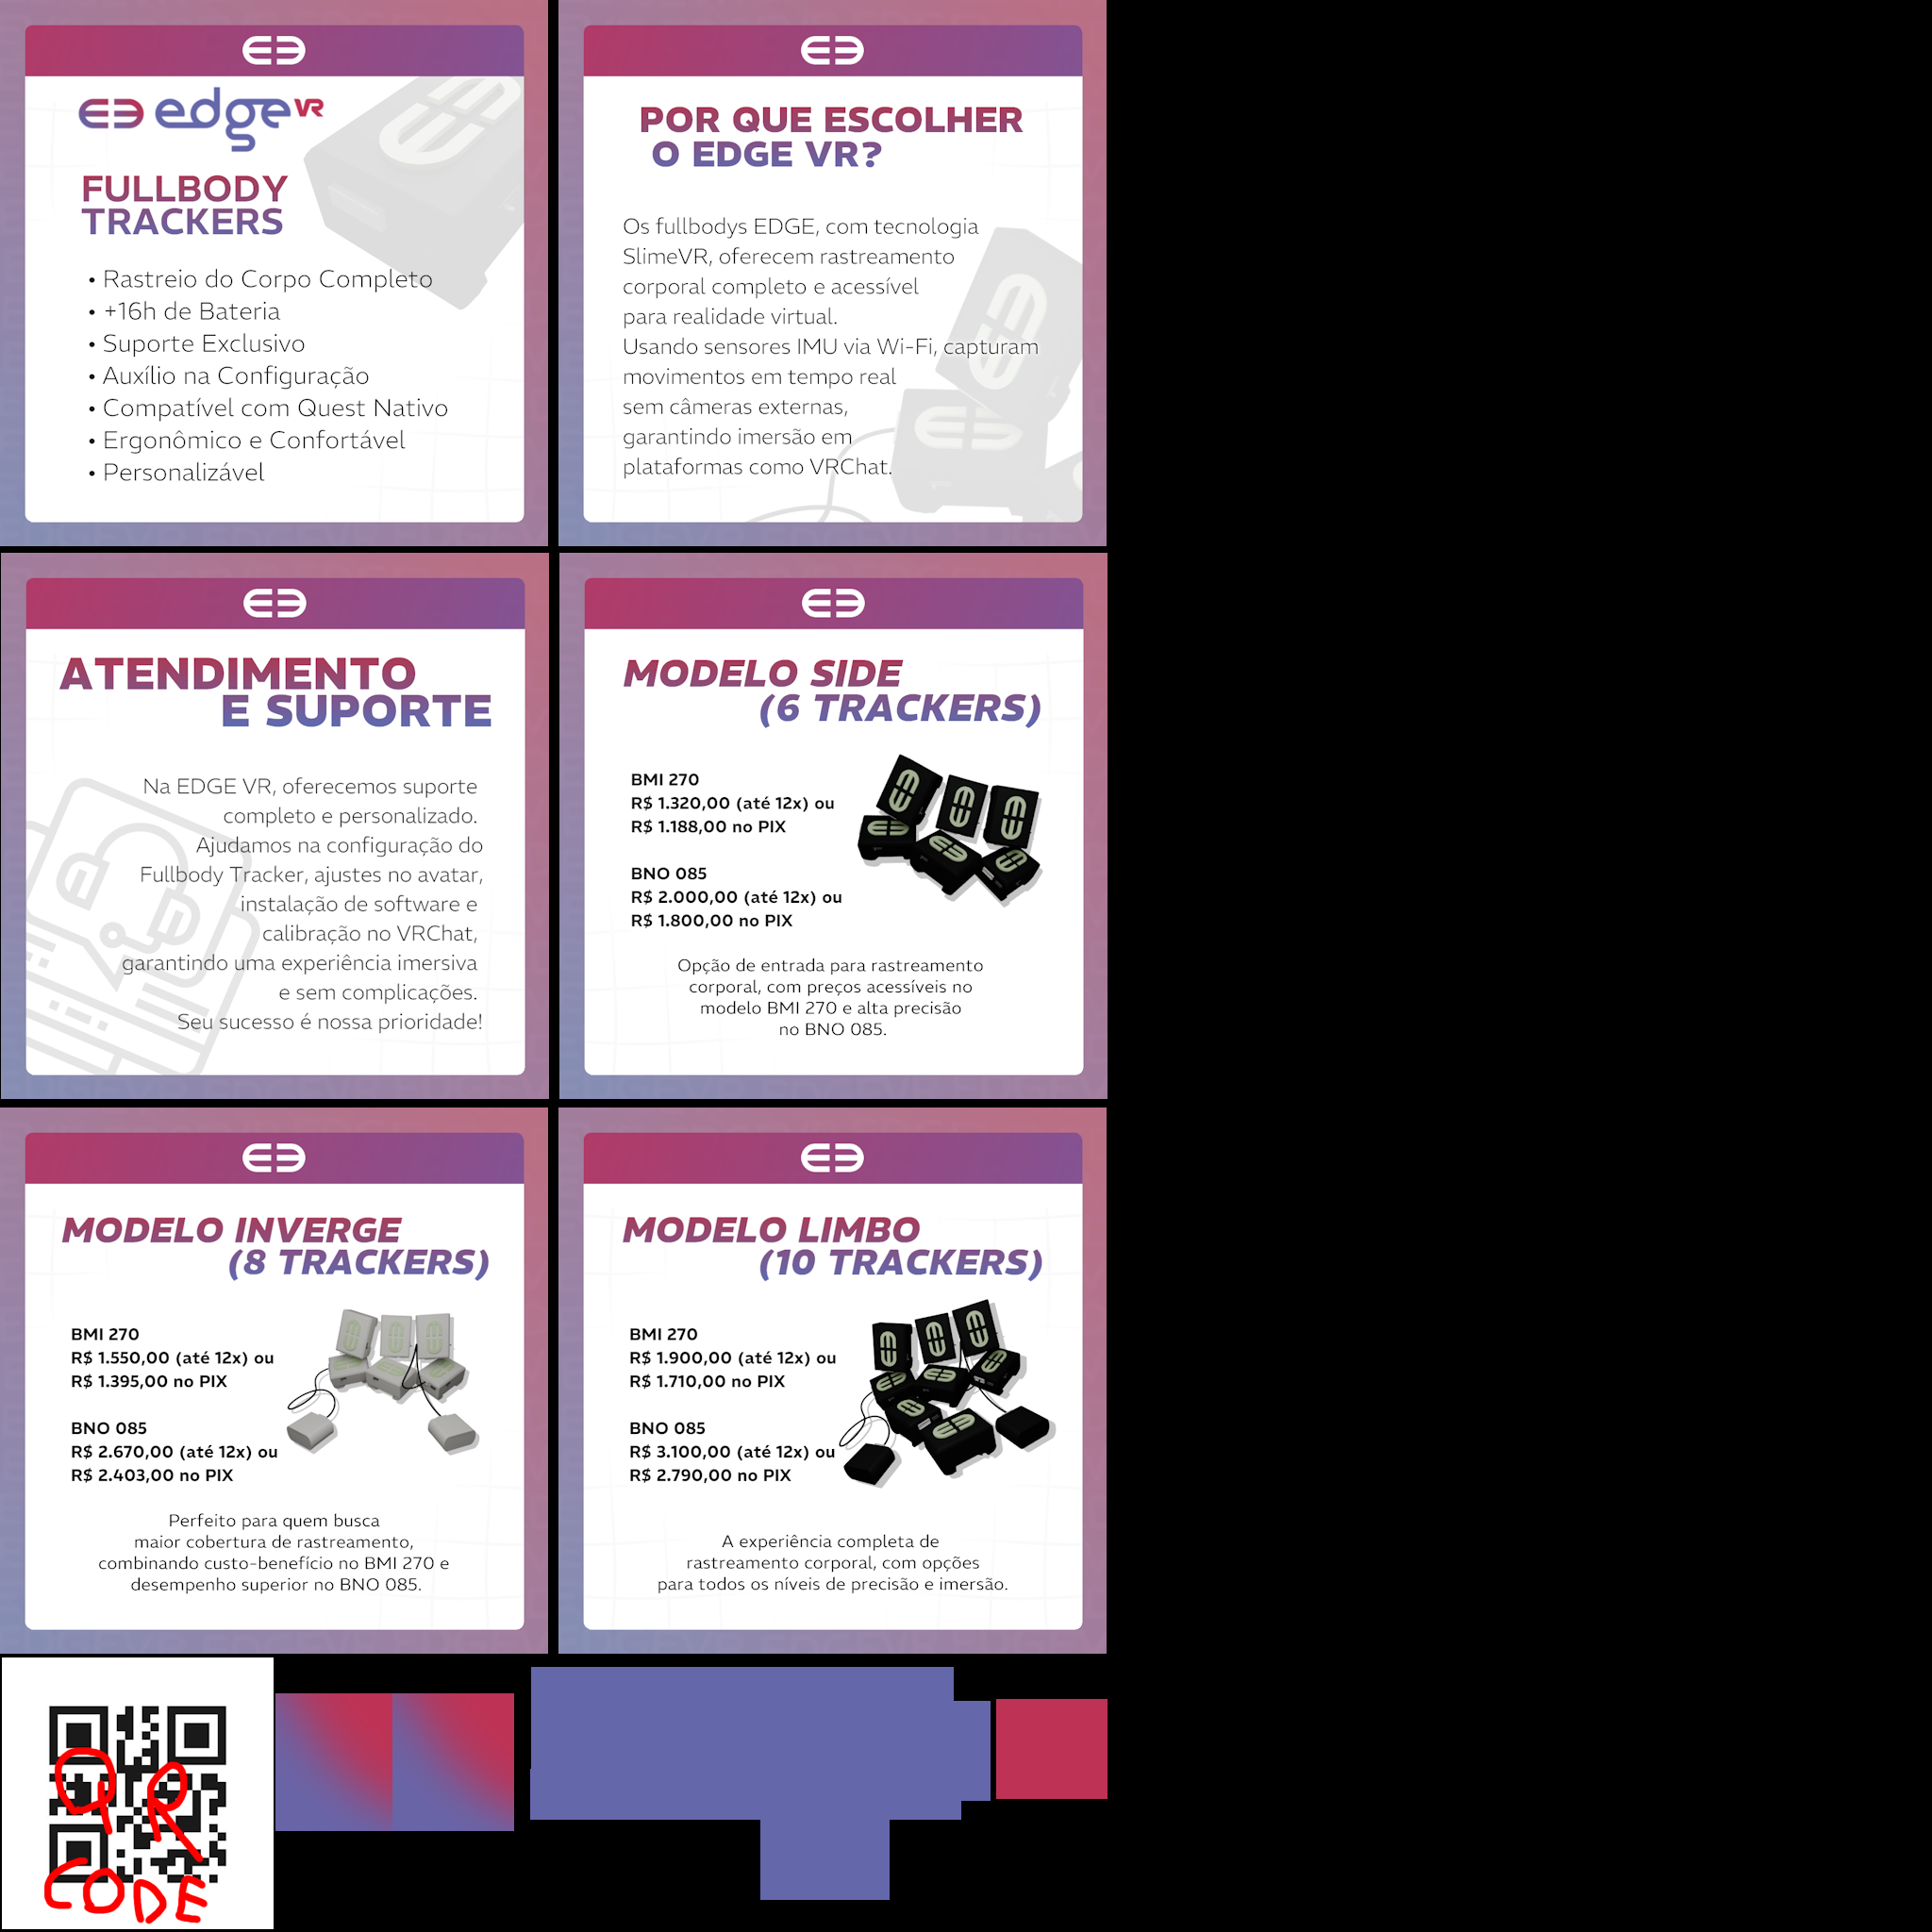 edge VR
FULLBODY
TRACKERS
• Rastreio do Corpo Completo
• +16h de Bateria
• Suporte Exclusivo
• Auxílio na Configuração
• Compatível com Quest Nativo
• Ergonômico e Confortável
• Personalizável
POR QUE ESCOLHER
O EDGE VR?
Os fullbodys EDGE, com tecnologia
SlimeVR, oferecem rastreamento
corporal completo e acessível
para realidade virtual.
Usando sensores IMU via Wi-Fi, capturam
movimentos em tempo real
sem câmeras externas,
garantindo imersão em
plataformas como VRChat.
ATENDIMENTO
E SUPORTE
Na EDGE VR, oferecemos suporte
completo e personalizado.
Ajudamos na configuração do
Fullbody Tracker, ajustes no avatar,
instalação de software e
calibração no VRChat,
garantindo uma experiência imersiva
e sem complicações.
Seu sucesso é nossa prioridade!
MODELO SIDE
(6 TRACKERS)
BMI 270
R$ 1.320,00 (até 12x) ou
R$ 1.188,00 no PIX
BNO 085
R$ 2.000,00 (até 12x) ou
R$ 1.800,00 no PIX
Opção de entrada para rastreamento
corporal, com preços acessíveis no
modelo BMI 270 e alta precisão
no BNO 085.
MODELO INVERGE
(8 TRACKERS)
BMI 270
R$ 1.550,00 (até 12x) ou
R$ 1.395,00 no PIX
BNO 085
R$ 2.670,00 (até 12x) ou
R$ 2.403,00 no PIX
Perfeito para quem busca
maior cobertura de rastreamento,
combinando custo-benefício no BMI 270 e
desempenho superior no BNO 085.
MODELO LIMBO
(10 TRACKERS)
BMI 270
R$ 1.900,00 (até 12x) ou
R$ 1.710,00 no PIX
BNO 085
R$ 3.100,00 (até 12x) ou
R$ 2.790,00 no PIX
A experiência completa de
rastreamento corporal, com opções
para todos os níveis de precisão e imersão.
QR
CODE